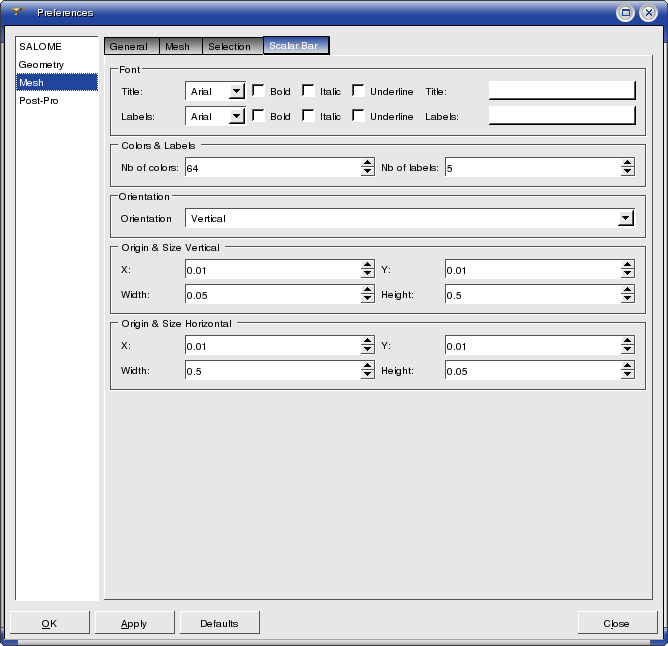 Preferences
SALOME
Geometry
Mesh
Post-Pro
General Mesh Selection Scalar Bar
Font
Title: Arial Bold Italic Underline Title:
Labels: Arial Bold Italic Underline Labels:
Colors & Labels
Nb of colors: 64 Nb of labels: 5
Orientation
Orientation Vertical
Origin & Size Vertical
X: 0.01 Y: 0.01
Width: 0.05 Height: 0.5
Origin & Size Horizontal
X: 0.01 Y: 0.01
Width: 0.5 Height: 0.05
OK Apply Defaults Close